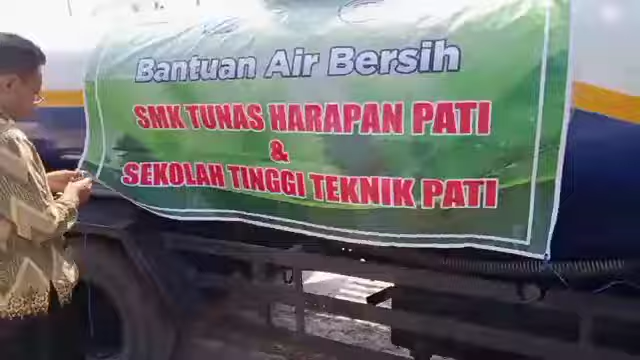 Bantuan Air Bersih
SMK TUNAS HARAPAN PATI
&
SEKOLAH TINGGI TEKNIK PATI